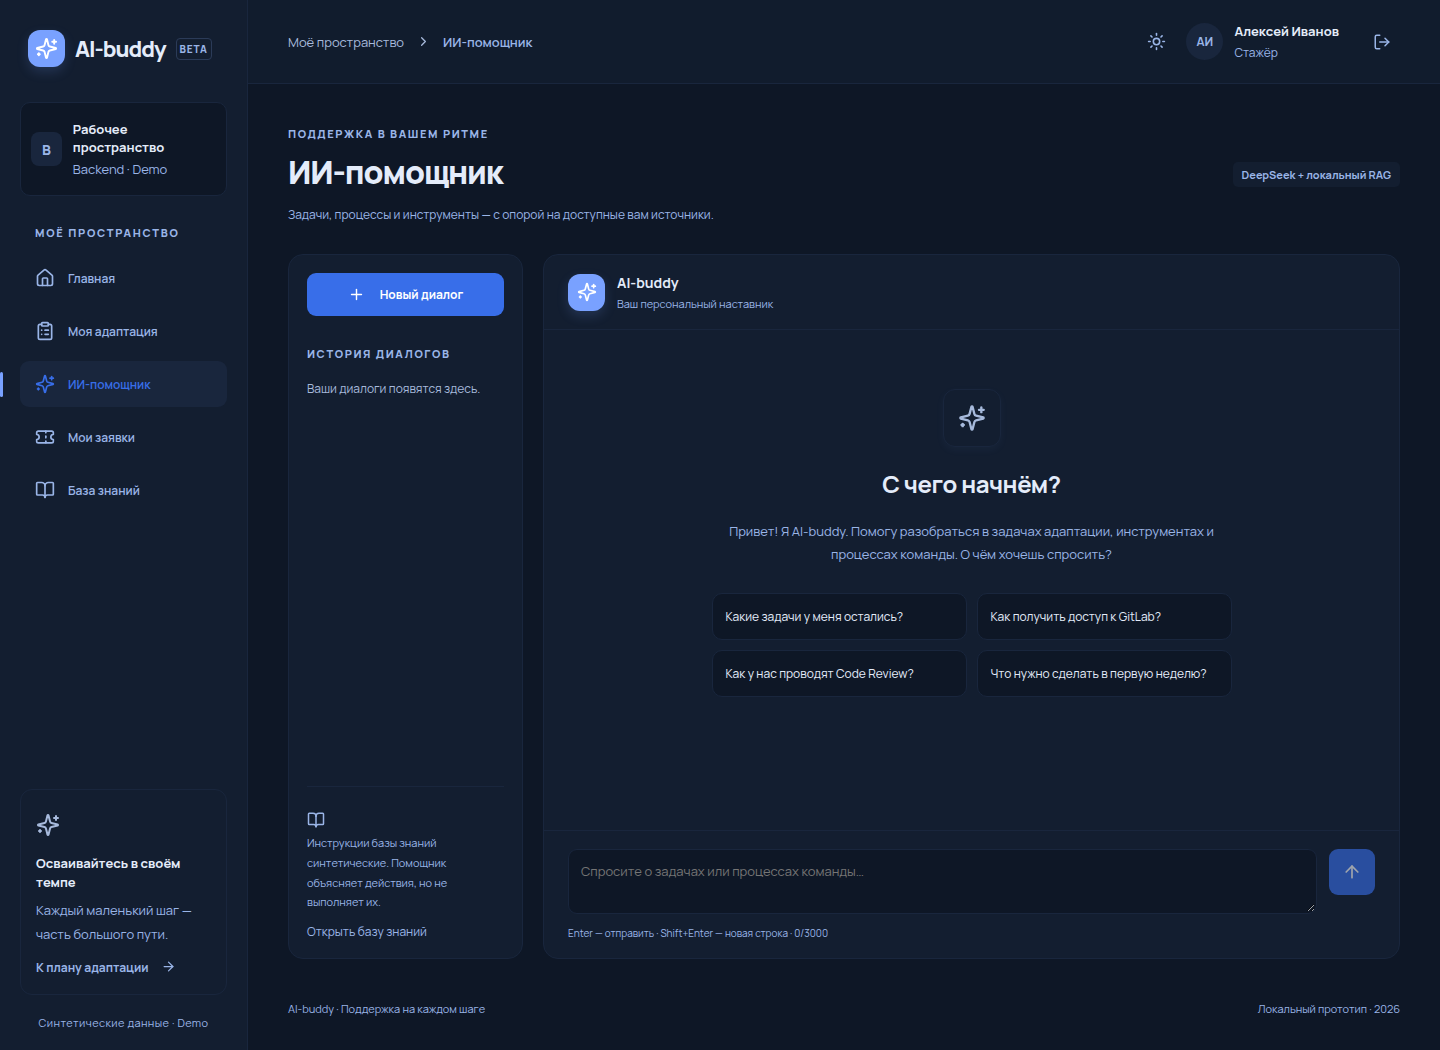 AI-buddy BETA
В
Рабочее
пространство
Backend · Demo
МОЁ ПРОСТРАНСТВО
Главная
Моя адаптация
ИИ-помощник
Мои заявки
База знаний
Осваивайтесь в своём
темпе
Каждый маленький шаг —
часть большого пути.
К плану адаптации
Синтетические данные · Demo
Моё пространство
ИИ-помощник
АИ
Алексей Иванов
Стажёр
ПОДДЕРЖКА В ВАШЕМ РИТМЕ
ИИ-помощник
Задачи, процессы и инструменты — с опорой на доступные вам источники.
DeepSeek + локальный RAG
Новый диалог
ИСТОРИЯ ДИАЛОГОВ
Ваши диалоги появятся здесь.
Инструкции базы знаний
синтетические. Помощник
объясняет действия, но не
выполняет их.
Открыть базу знаний
AI-buddy
Ваш персональный наставник
С чего начнём?
Привет! Я AI-buddy. Помогу разобраться в задачах адаптации, инструментах и
процессах команды. О чём хочешь спросить?
Какие задачи у меня остались?
Как получить доступ к GitLab?
Как у нас проводят Code Review?
Что нужно сделать в первую неделю?
Спросите о задачах или процессах команды…
Enter — отправить · Shift+Enter — новая строка · 0/3000
AI-buddy · Поддержка на каждом шаге
Локальный прототип · 2026